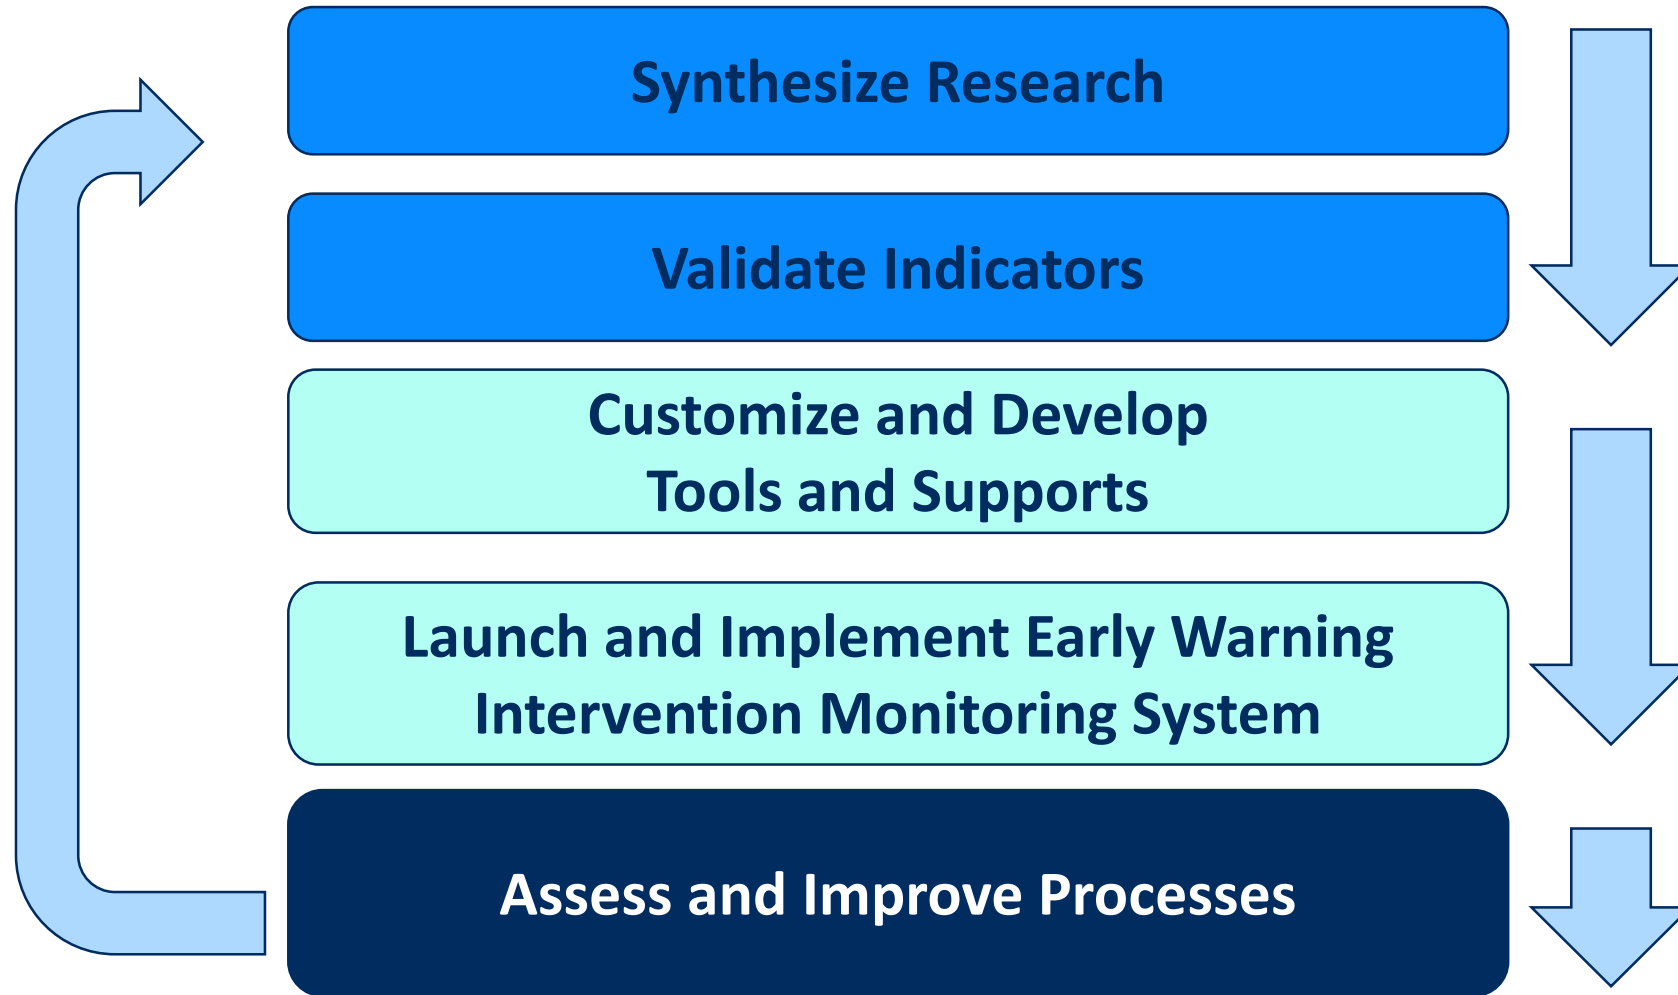 Synthesize Research
Validate Indicators
Customize and Develop
Tools and Supports
Launch and Implement Early Warning
Intervention Monitoring System
Assess and Improve Processes